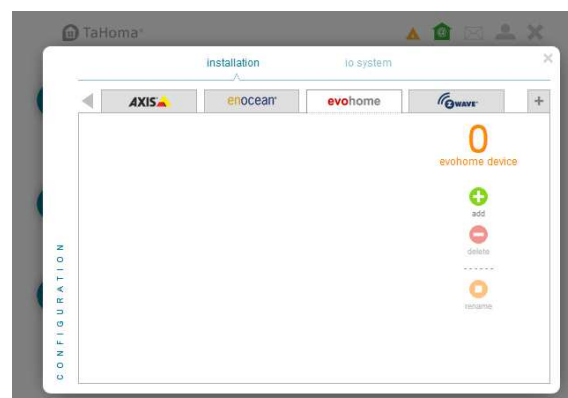 TaHoma®
installation
io system
AXIS
enocean®
evohome
Z WAVE
0
evohome device
add
delete
rename
CONFIGURATION